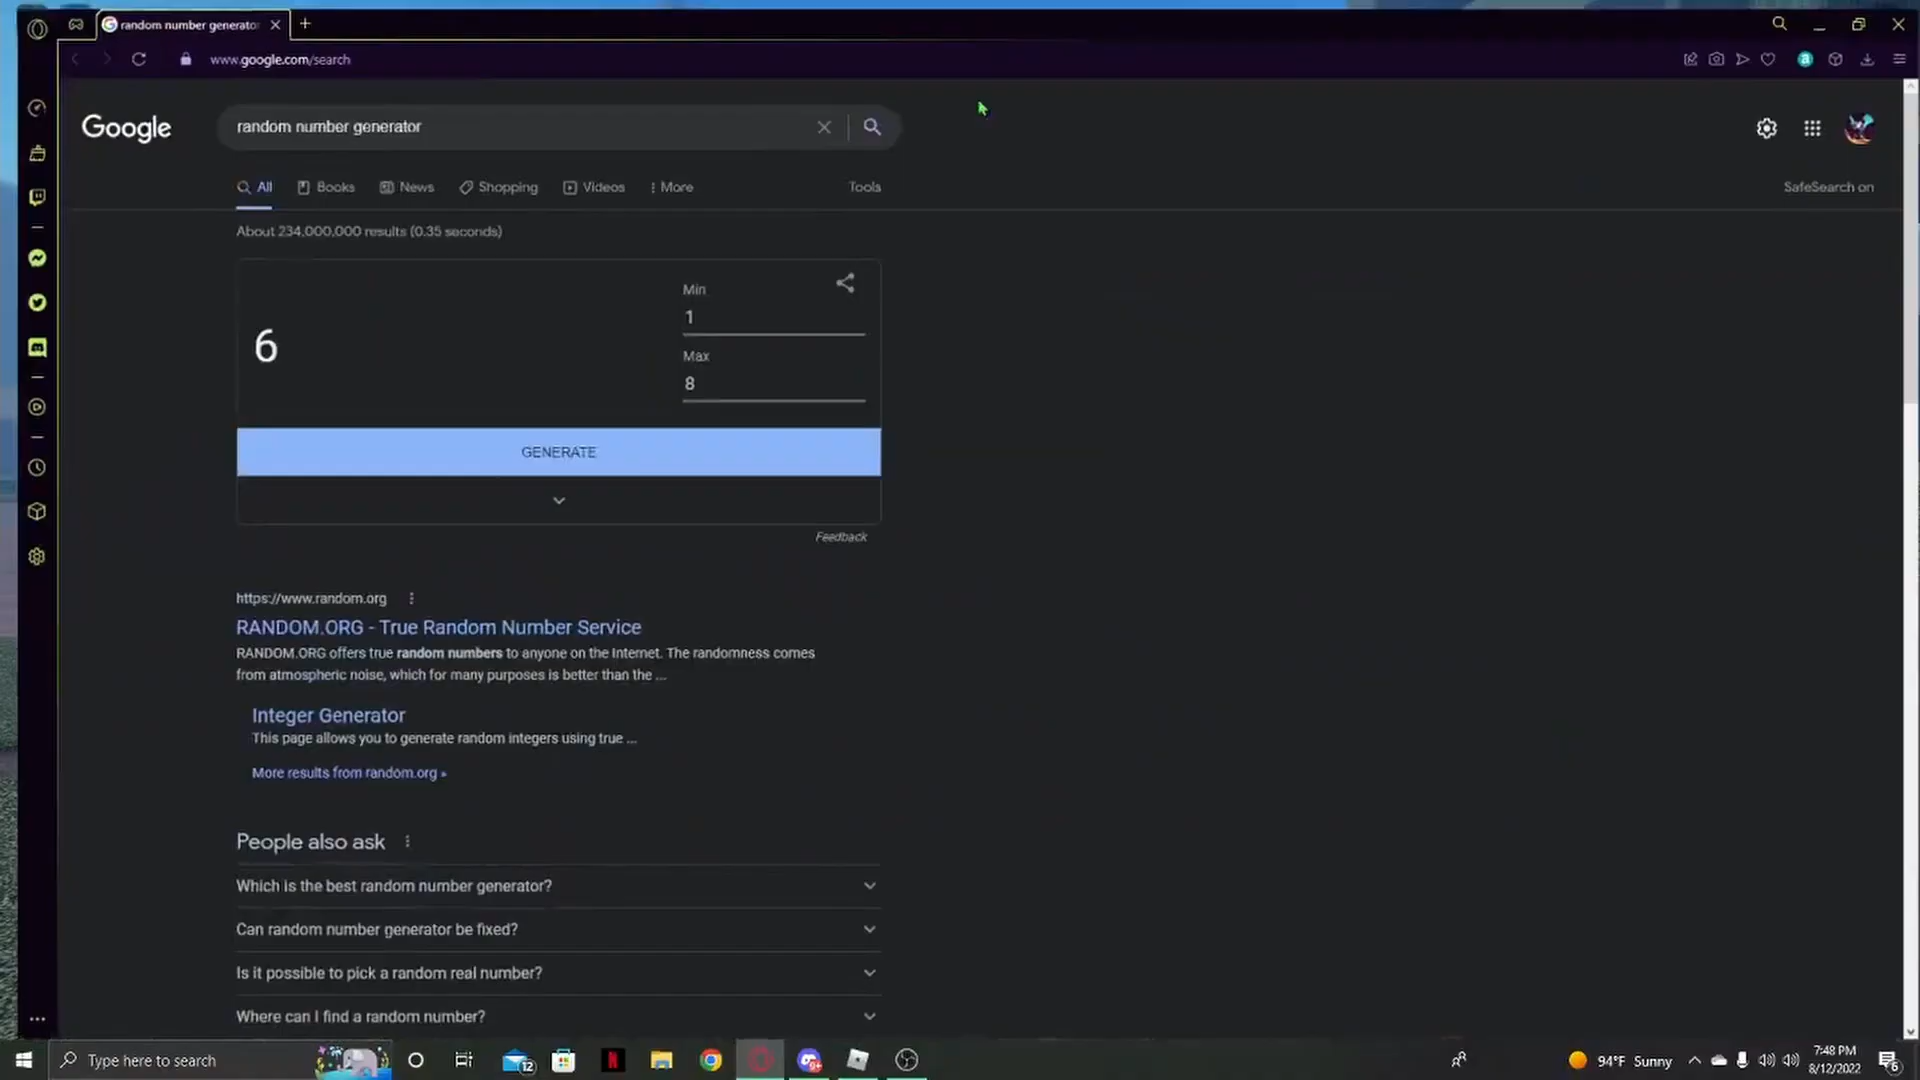 random number generator
www.google.com/search
Google
random number generator
All
Books
News
Shopping
Videos
More
Tools
SafeSearch on
About 234,000,000 results (0.35 seconds)
6
Min
1
Max
8
GENERATE
Feedback
https://www.random.org
RANDOM.ORG - True Random Number Service
RANDOM.ORG offers true random numbers to anyone on the Internet. The randomness comes
from atmospheric noise, which for many purposes is better than the ...
Integer Generator
This page allows you to generate random integers using true ...
More results from random.org »
People also ask
Which is the best random number generator?
Can random number generator be fixed?
Is it possible to pick a random real number?
Where can I find a random number?
Type here to search
12
N
9+
94°F Sunny
7:48 PM
8/12/2022
6